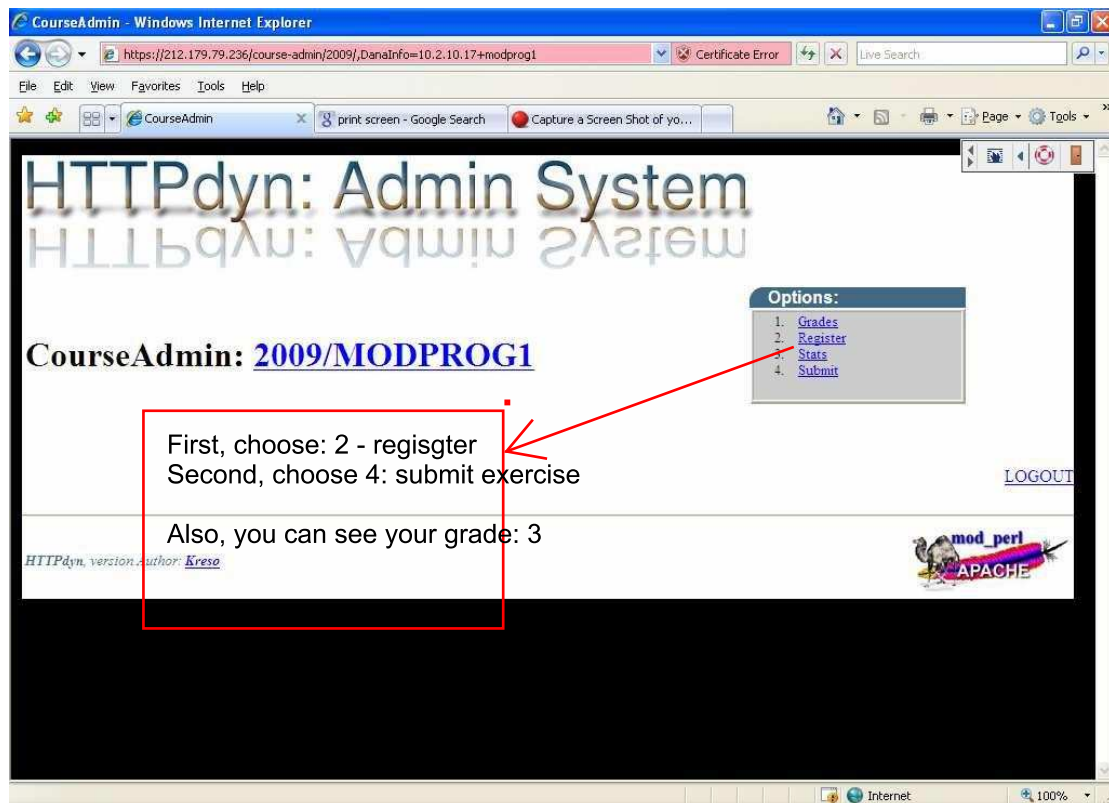 CourseAdmin - Windows Internet Explorer
https://212.179.79.236/course-admin/2009/,DanaInfo=10.2.10.17+modprog1
Certificate Error
Live Search
File Edit View Favorites Tools Help
CourseAdmin
print screen - Google Search
Capture a Screen Shot of yo...
Page
Tools
»
HTTPdyn: Admin System
HTTPdyn: Admin System
Options:
1. Grades
2. Register
3. Stats
4. Submit
CourseAdmin: 2009/MODPROG1
First, choose: 2 - regisgter
Second, choose 4: submit exercise
Also, you can see your grade: 3
LOGOUT
HTTPdyn, version Author: Kreso
mod_perl
APACHE
Internet
100%